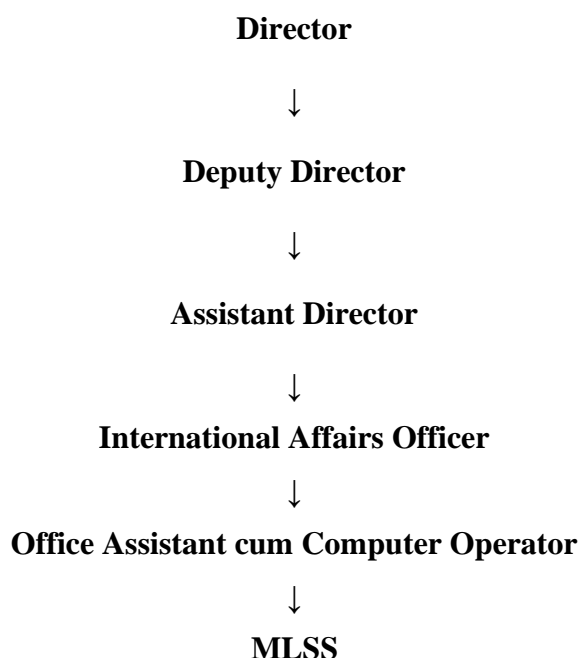 Director
↓
Deputy Director
↓
Assistant Director
↓
International Affairs Officer
↓
Office Assistant cum Computer Operator
↓
MLSS